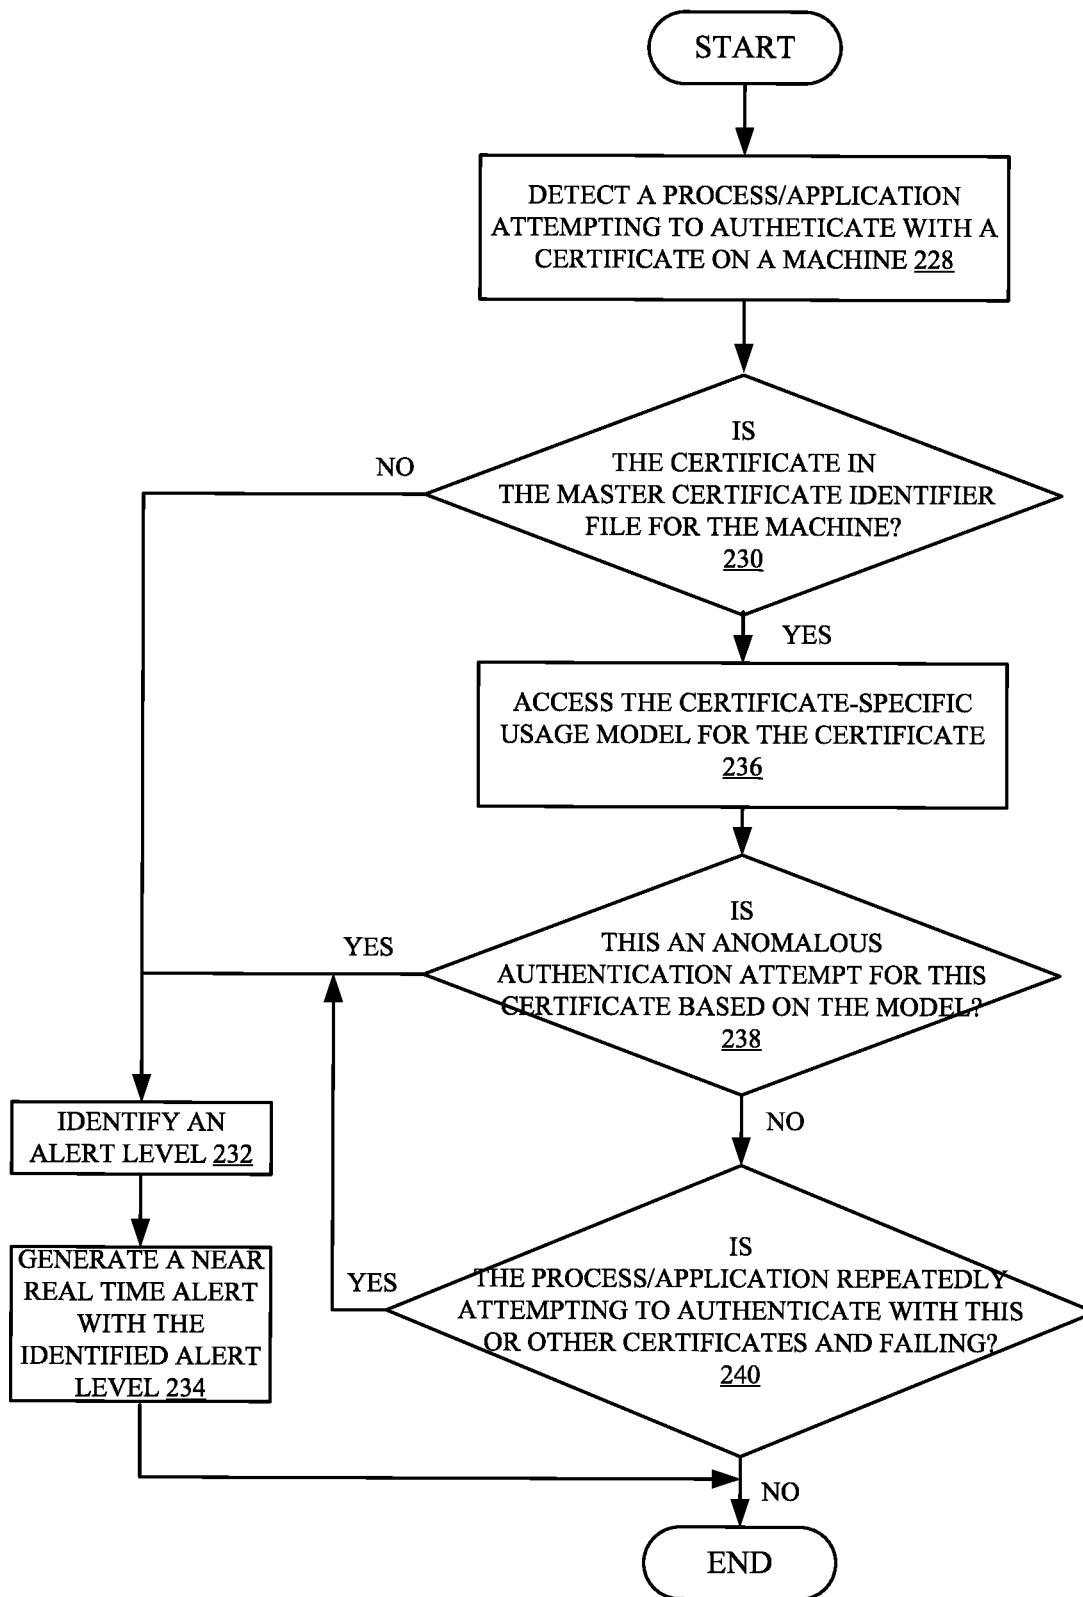 START
DETECT A PROCESS/APPLICATION
ATTEMPTING TO AUTHETICATE WITH A
CERTIFICATE ON A MACHINE 228
IS
THE CERTIFICATE IN
THE MASTER CERTIFICATE IDENTIFIER
FILE FOR THE MACHINE?
230
NO
YES
ACCESS THE CERTIFICATE-SPECIFIC
USAGE MODEL FOR THE CERTIFICATE
236
IS
THIS AN ANOMALOUS
AUTHENTICATION ATTEMPT FOR THIS
CERTIFICATE BASED ON THE MODEL?
238
YES
NO
IDENTIFY AN
ALERT LEVEL 232
GENERATE A NEAR
REAL TIME ALERT
WITH THE
IDENTIFIED ALERT
LEVEL 234
IS
THE PROCESS/APPLICATION REPEATEDLY
ATTEMPTING TO AUTHENTICATE WITH THIS
OR OTHER CERTIFICATES AND FAILING?
240
YES
NO
END